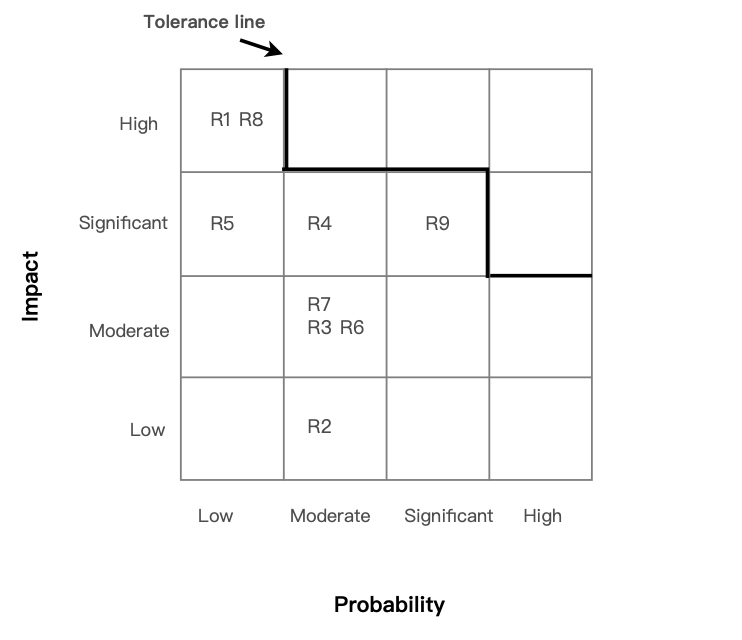 Tolerance line
High
R1 R8
Significant
R5
R4
R9
Impact
Moderate
R7
R3 R6
Low
R2
Low
Moderate
Significant
High
Probability